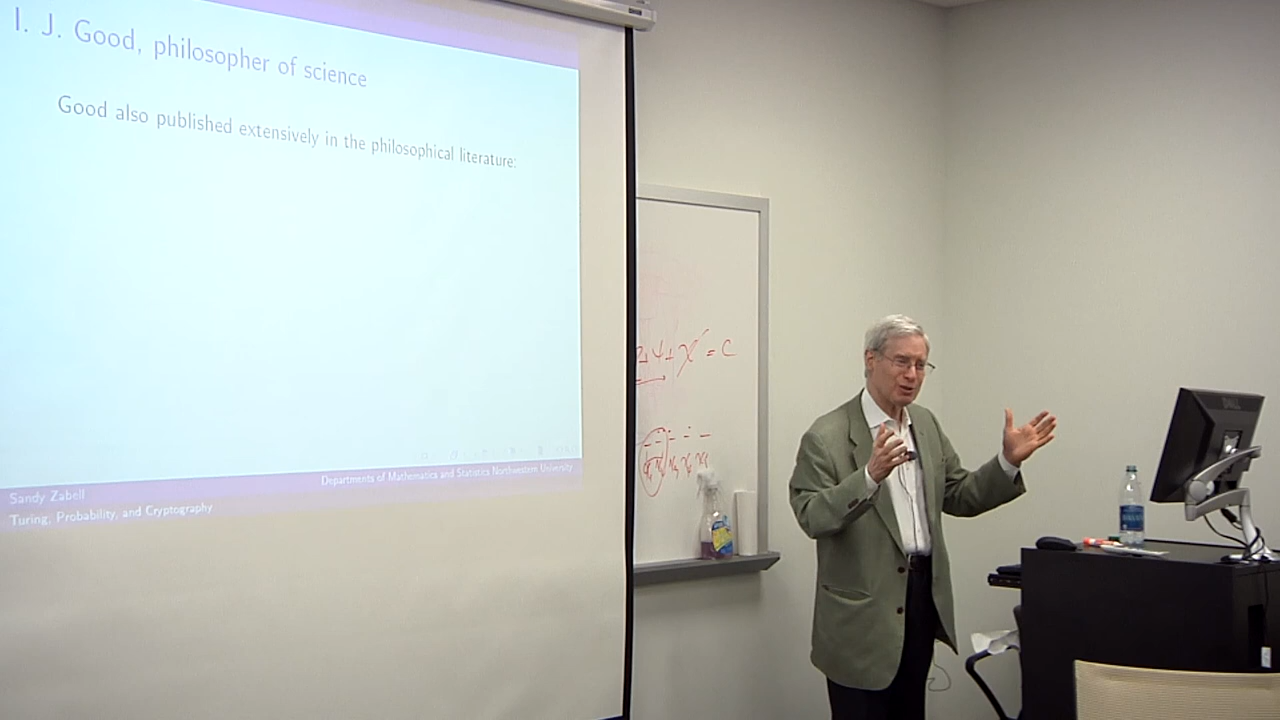 I. J. Good, philosopher of science
Good also published extensively in the philosophical literature:
Sandy Zabell
Departments of Mathematics and Statistics Northwestern University
Turing, Probability, and Cryptography
= C
DELL